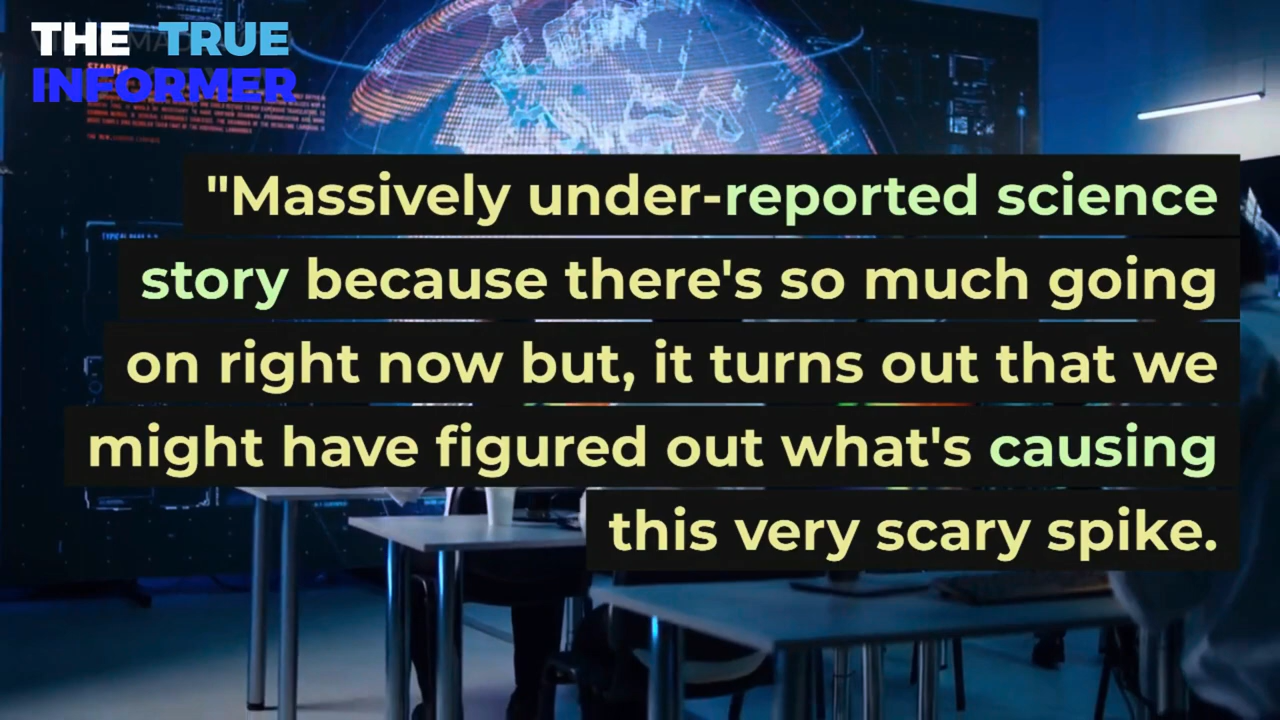 THE TRUE
INFORMER
"Massively under-reported science
story because there's so much going
on right now but, it turns out that we
might have figured out what's causing
this very scary spike.